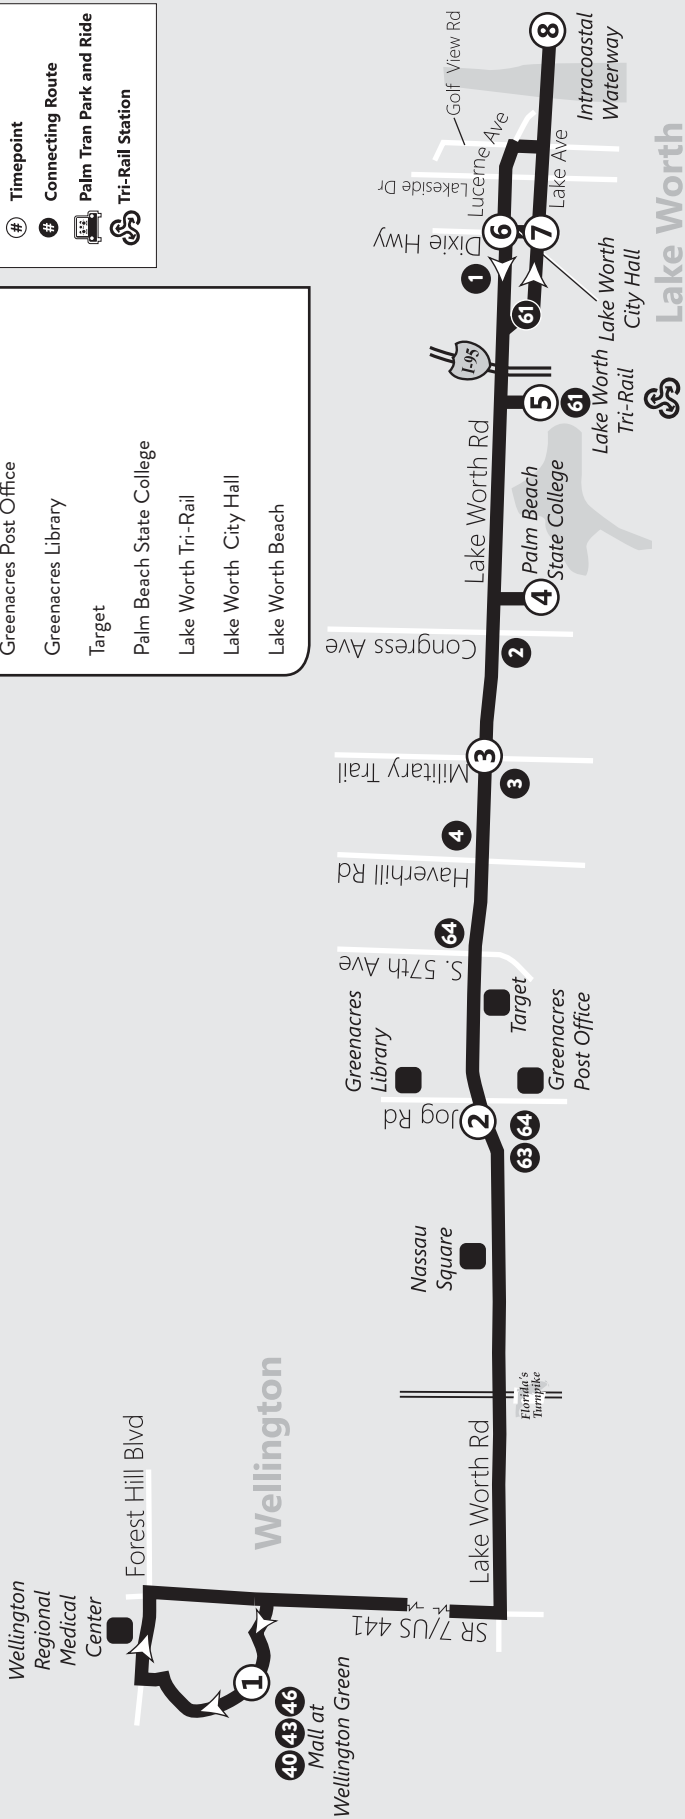 # Timepoint
# Connecting Route
Palm Tran Park and Ride
Tri-Rail Station
Greenacres Post Office
Greenacres Library
Target
Palm Beach State College
Lake Worth Tri-Rail
Lake Worth City Hall
Lake Worth Beach
Wellington
Regional
Medical
Center
Forest Hill Blvd
Wellington
1
40 43 46
Mall at
Wellington Green
SR 7/US 441
Lake Worth Rd
Florida's
Turnpike
Nassau
Square
Jog Rd
2
63 64
Greenacres
Library
Target
Greenacres
Post Office
S. 57th Ave
64
Haverhill Rd
4
Military Trail
3
3
Congress Ave
2
4
Palm Beach
State College
Lake Worth Rd
5
61
Lake Worth
Tri-Rail
I-95
61
1
Dixie Hwy
6
7
Lake Worth
City Hall
Lakeside Dr
Lucerne Ave
Golf View Rd
Lake Ave
8
Intracoastal
Waterway
Lake Worth